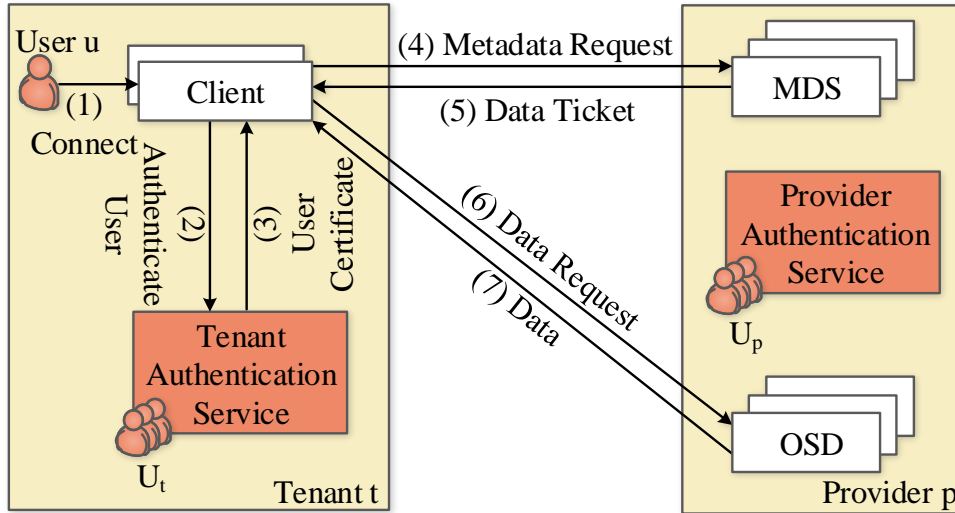 User u
(1)
Connect
Client
(2)
Authenticate
User
(3)
User
Certificate
Tenant
Authentication
Service
Uₜ
Tenant t
(4) Metadata Request
(5) Data Ticket
(6) Data Request
(7) Data
MDS
Provider
Authentication
Service
Uₚ
OSD
Provider p